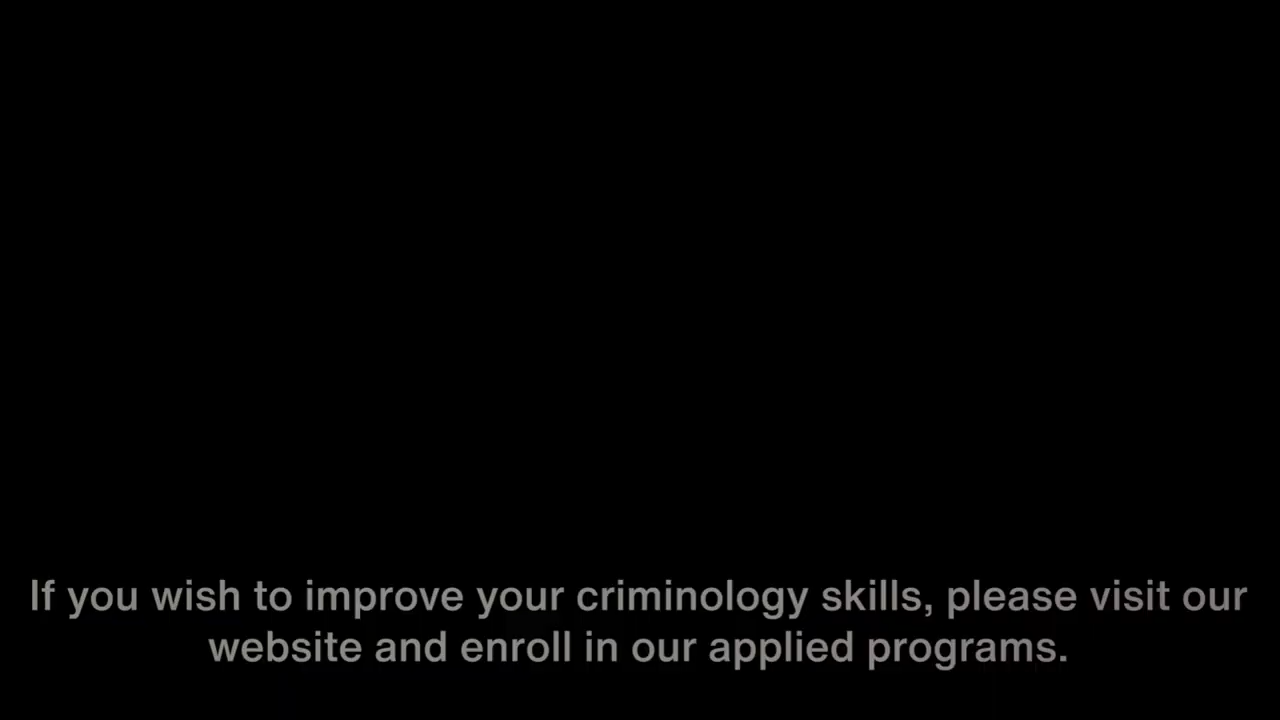 If you wish to improve your criminology skills, please visit our
website and enroll in our applied programs.